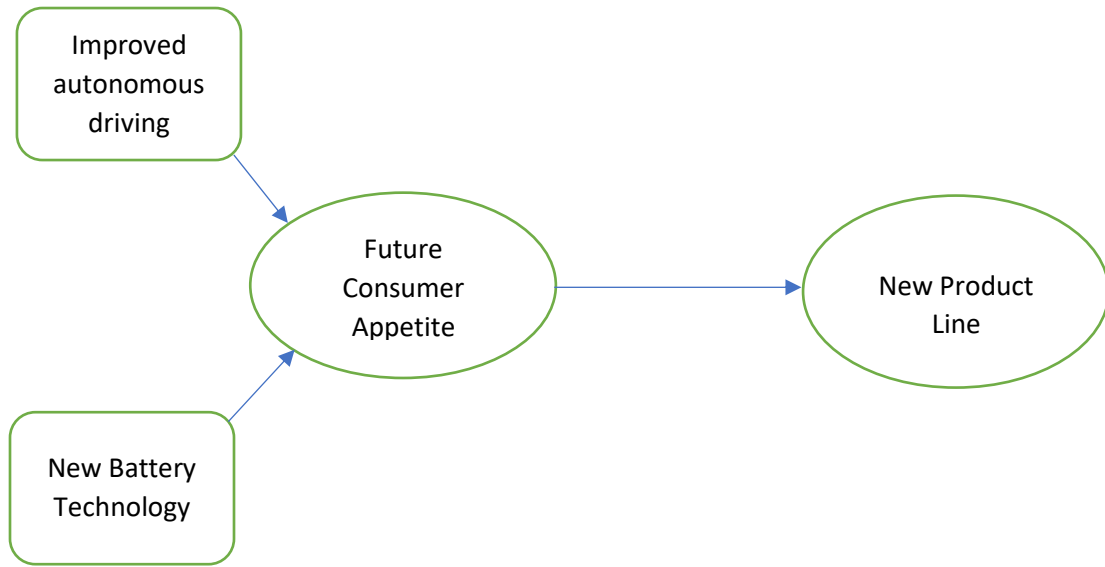 Improved
autonomous
driving
Future
Consumer
Appetite
New Product
Line
New Battery
Technology